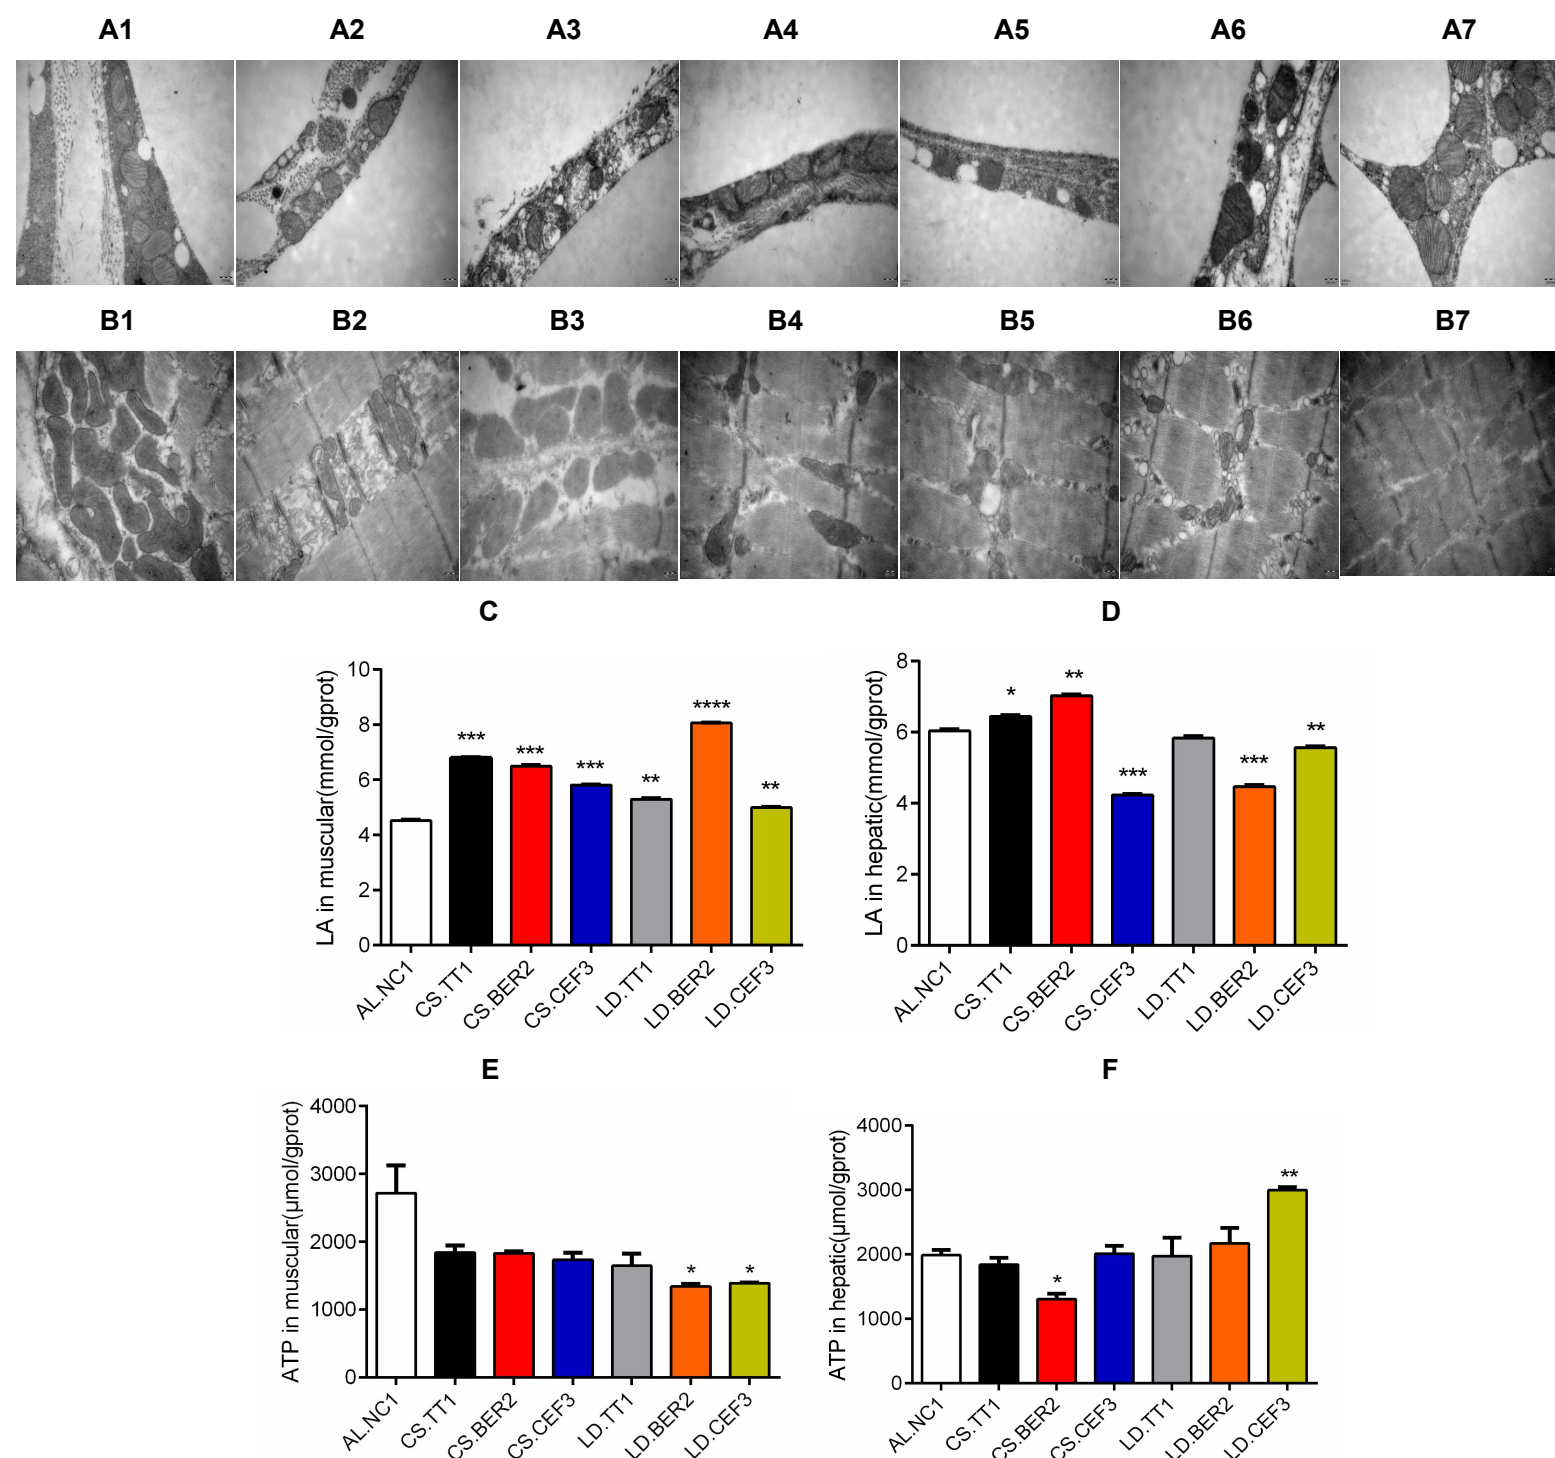 A1 A2 A3 A4 A5 A6 A7
B1 B2 B3 B4 B5 B6 B7
C
LA in muscular(mmol/gprot)
10
8
6
4
2
0
***
***
***
**
****
**
AL.NC1
CS.TT1
CS.BER2
CS.CEF3
LD.TT1
LD.BER2
LD.CEF3
D
LA in hepatic(mmol/gprot)
8
6
4
2
0
*
**
***
***
**
AL.NC1
CS.TT1
CS.BER2
CS.CEF3
LD.TT1
LD.BER2
LD.CEF3
E
ATP in muscular(μmol/gprot)
4000
3000
2000
1000
0
*
*
AL.NC1
CS.TT1
CS.BER2
CS.CEF3
LD.TT1
LD.BER2
LD.CEF3
F
ATP in hepatic(μmol/gprot)
4000
3000
2000
1000
0
*
**
AL.NC1
CS.TT1
CS.BER2
CS.CEF3
LD.TT1
LD.BER2
LD.CEF3